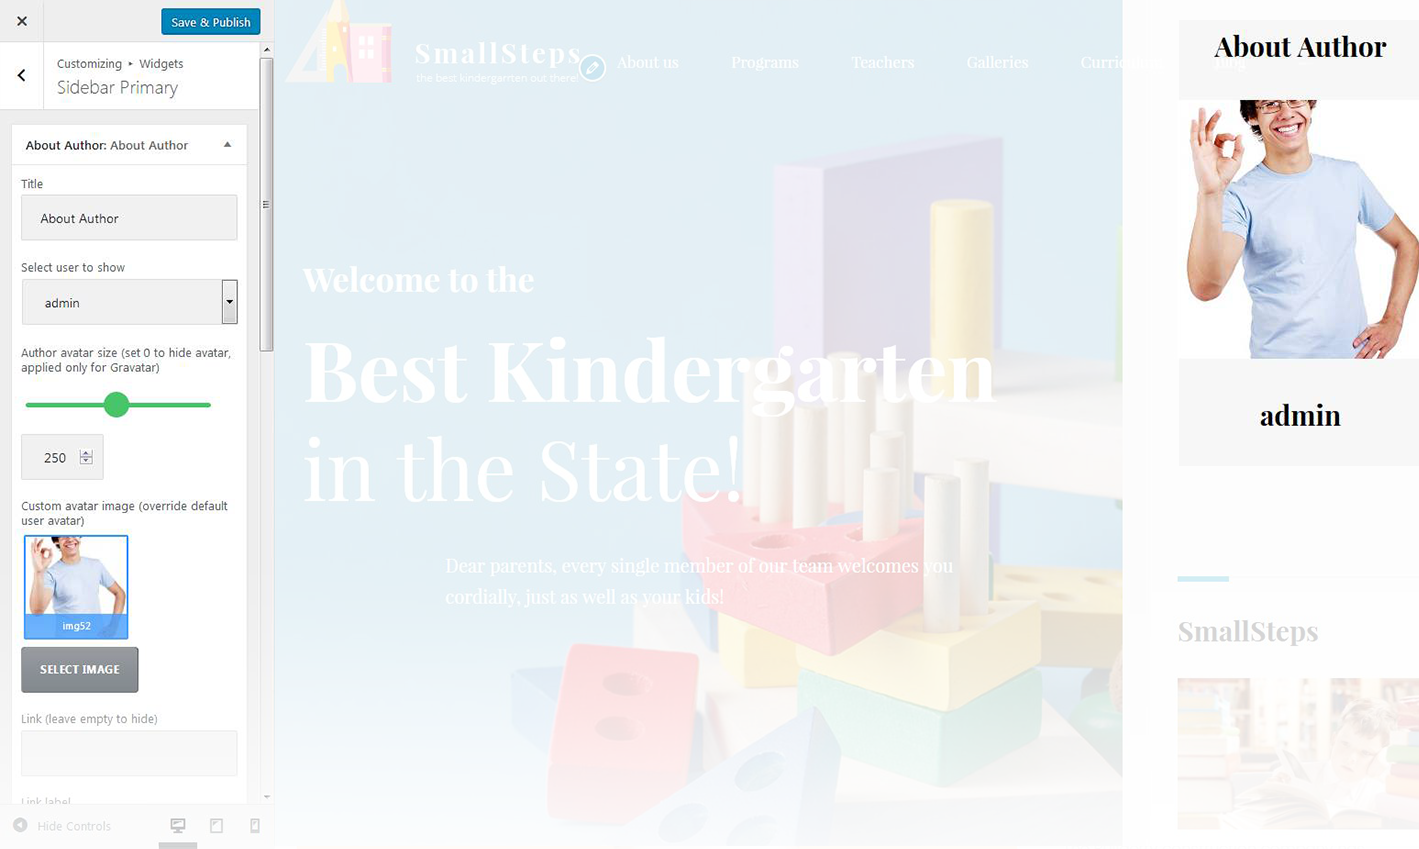 Save & Publish
Customizing ▸ Widgets
Sidebar Primary
About Author: About Author
Title
About Author
Select user to show
admin
Author avatar size (set 0 to hide avatar,
applied only for Gravatar)
250
Custom avatar image (override default
user avatar)
img52
SELECT IMAGE
Link (leave empty to hide)
Link label
Hide Controls
SmallSteps
the best kindergarten out there!
About us
Programs
Teachers
Galleries
Welcome to the
Best Kindergarten
in the State!
Dear parents, every single member of our team welcomes you
cordially, just as well as your kids!
About Author
admin
SmallSteps